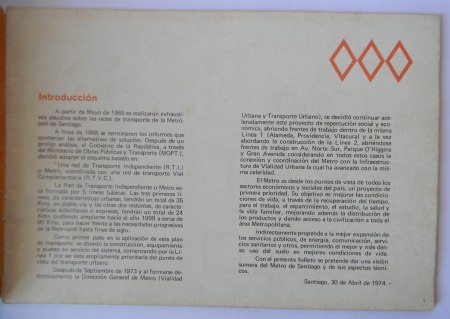 Introducción
A partir de Mayo de 1965 se realizaron exhausti-
vos estudios sobre las redes de transporte de la Metró-
poli de Santiago.
A fines de 1968 se terminaron los informes que
contenían las alternativas de solución. Después de un
prolijo análisis, el Gobierno de la República, a través
del Ministerio de Obras Públicas y Transporte (MOPT.),
decidió adoptar el esquema basado en:
"Una red de Transporte Independiente (R.T.I.)
o Metro, coordinada con una red de transporte Vial
Complementaria (R.T.V.C.).
La Red de Transporte Independiente o Metro es-
tá formada por 5 líneas básicas. Las tres primeras lí-
neas, de características urbanas, tendrán un total de 35
Kms. en doble vía y las otras dos restantes, de carac-
terísticas suburbanas o expresas, tendrán un total de 24
Kms. pudiendo ampliarse hasta el año 1990 a cerca de
86 Kms. para hacer frente a las necesidades progresivas
de la Metrópoli hasta fines de siglo.
Como primer paso en la aplicación de este plan
de transporte, se abordó la construcción, equipamiento
y puesta en servicio del sistema, comenzando por la Lí-
nea 1 por ser ésta ampliamente prioritaria del punto de
vista del transporte urbano.
Después de Septiembre de 1973 y al formarse de-
finitivamente la Dirección General de Metro (Vialidad
Urbana y Transporte Urbano), se decidió continuar ace-
leradamente este proyecto de repercusión social y eco-
nómica, abriendo frentes de trabajo dentro de la misma
Línea 1 (Alameda, Providencia, Vitacura) y a la vez
abordando la construcción de la Línea 2, abriéndose
frentes de trabajo en Av. Norte-Sur, Parque O'Higgins
y Gran Avenida considerando en todos estos casos la
conexión y coordinación del Metro con la Infraestruc-
tura de Vialidad Urbana la cual ha avanzado con la mis-
ma celeridad.
El Metro es desde los puntos de vista de todos los
sectores económicos y sociales del país, un proyecto de
primera prioridad. Su objetivo es mejorar las condicio-
nes de vida, a través de la recuperación del tiempo,
para el trabajo, el esparcimiento, el estudio, la salud y
la vida familiar, mejorando además la distribución de
los productos y dando acceso a la civilización a toda el
área Metropolitana.
Indirectamente propende a la mejor expansión de
los servicios públicos, de energía, comunicación, servi-
cios sanitarios y otros, permitiendo el mejor y más den-
so uso del suelo en mejores condiciones de vida.
Con el presente folleto se pretende dar una visión
somera del Metro de Santiago y de sus aspectos técni-
cos.
Santiago, 30 de Abril de 1974.—